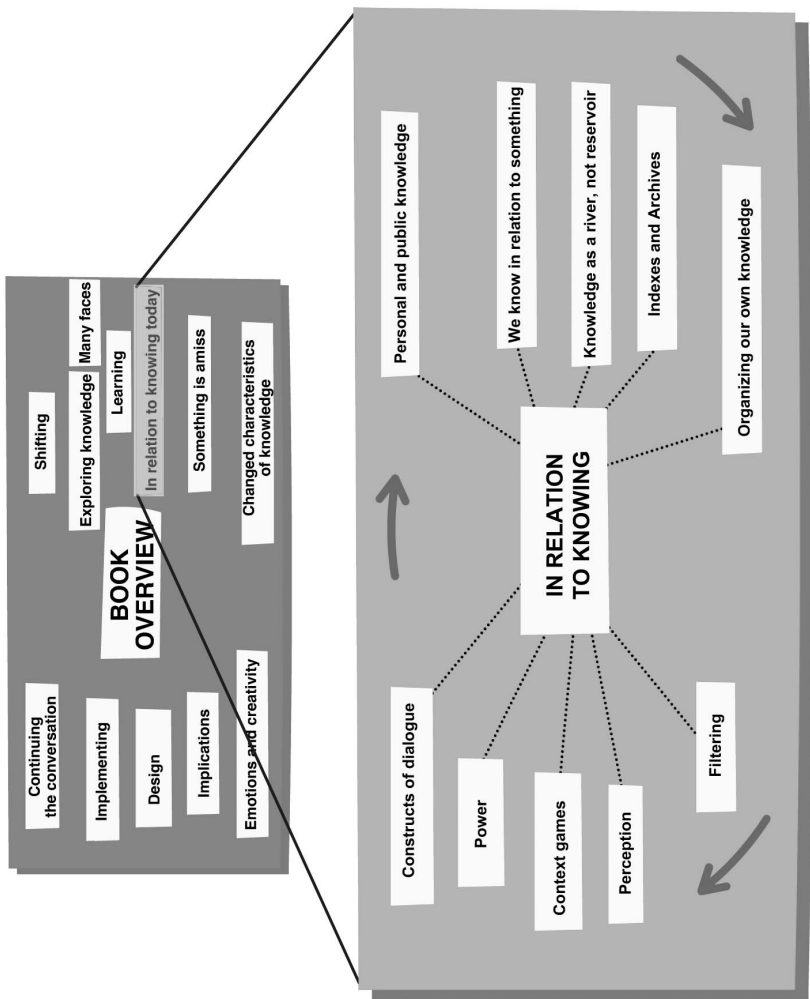 BOOK
OVERVIEW
Shifting
Exploring knowledge
Many faces
Learning
In relation to knowing today
Something is amiss
Changed characteristics
of knowledge
Emotions and creativity
Implications
Design
Implementing
Continuing
the conversation
IN RELATION
TO KNOWING
Personal and public knowledge
We know in relation to something
Knowledge as a river, not reservoir
Indexes and Archives
Organizing our own knowledge
Filtering
Perception
Context games
Power
Constructs of dialogue